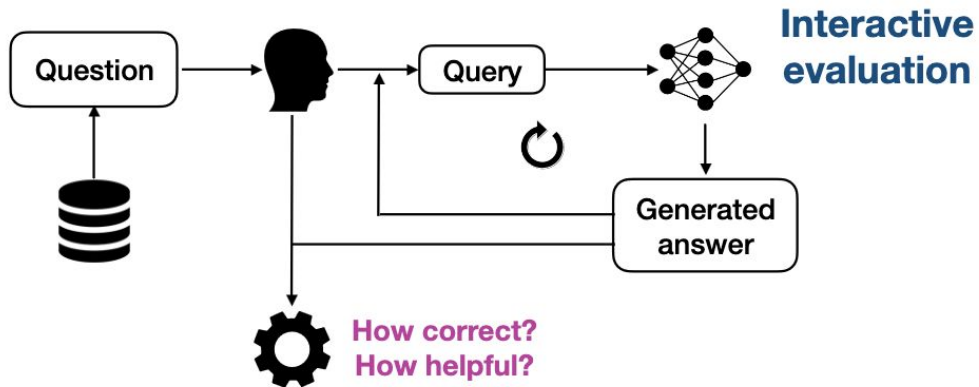 Interactive
evaluation
Question
Query
Generated
answer
How correct?
How helpful?